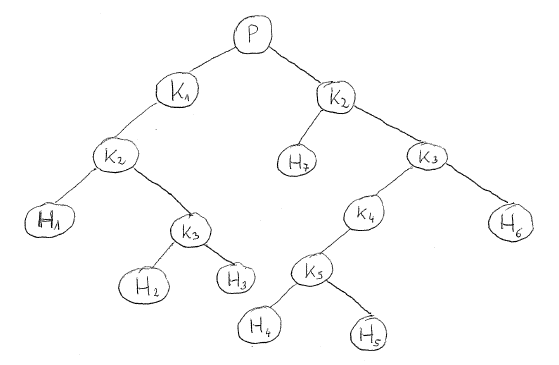 P
K₁
K₂
K₂
H₇
K₃
H₁
K₃
K₄
H₆
H₂
H₃
K₅
H₄
H₅